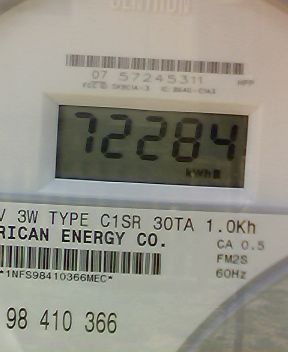 CENTRON
07 57245311
72284
kWh
V 3W TYPE C1SR 30TA 1.0Kh
RICAN ENERGY CO.
CA 0.5
FM2S
60Hz
*1NFS98410366MEC*
98 410 366